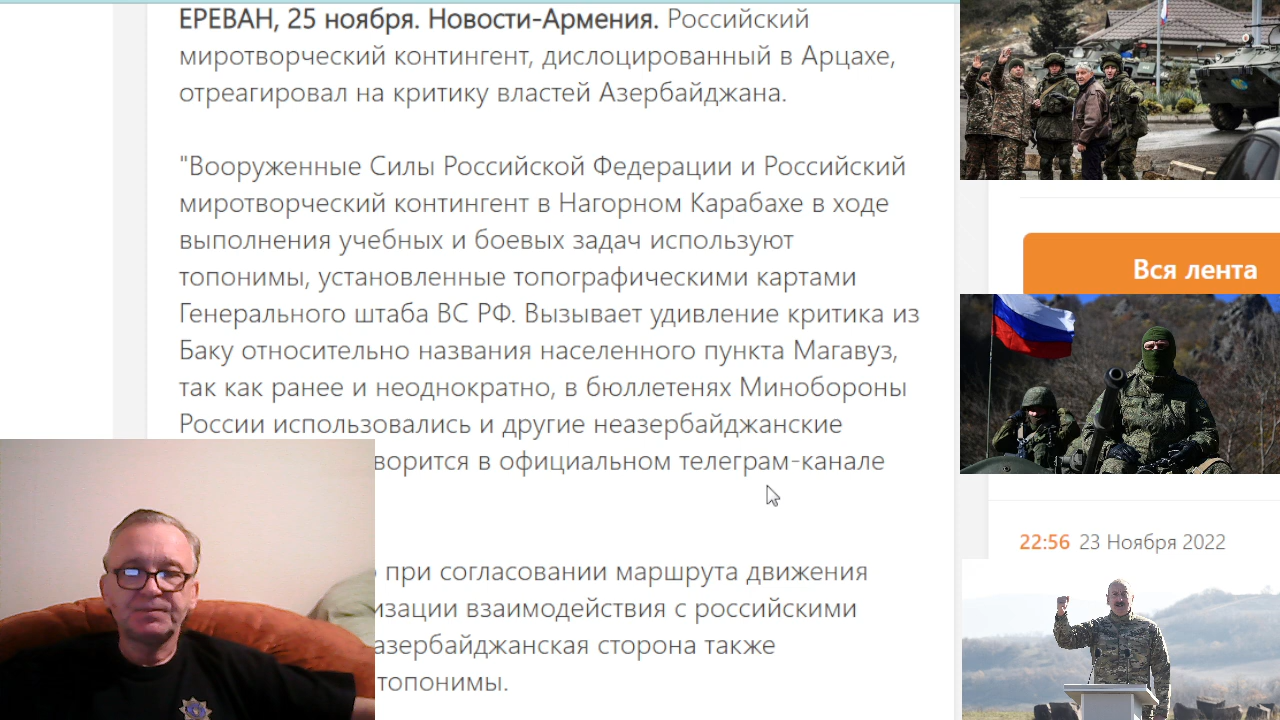 ЕРЕВАН, 25 ноября. Новости-Армения. Российский
миротворческий контингент, дислоцированный в Арцахе,
отреагировал на критику властей Азербайджана.
"Вооруженные Силы Российской Федерации и Российский
миротворческий контингент в Нагорном Карабахе в ходе
выполнения учебных и боевых задач используют
топонимы, установленные топографическими картами
Генерального штаба ВС РФ. Вызывает удивление критика из
Баку относительно названия населенного пункта Магавуз,
так как ранее и неоднократно, в бюллетенях Минобороны
России использовались и другие неазербайджанские
ворится в официальном телеграм-канале
при согласовании маршрута движения
изации взаимодействия с российскими
азербайджанская сторона также
топонимы.
Вся лента
22:56 23 Ноября 2022